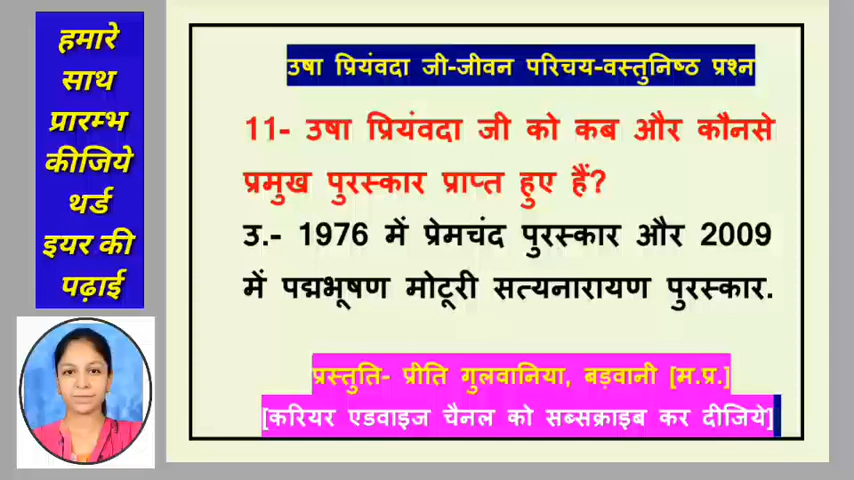 हमारे
साथ
प्रारम्भ
कीजिये
थर्ड
इयर की
पढ़ाई
उषा प्रियंवदा जी-जीवन परिचय-वस्तुनिष्ठ प्रश्न
11- उषा प्रियंवदा जी को कब और कौनसे
प्रमुख पुरस्कार प्राप्त हुए हैं?
उ.- 1976 में प्रेमचंद पुरस्कार और 2009
में पद्मभूषण मोटूरी सत्यनारायण पुरस्कार.
प्रस्तुति- प्रीति गुलवानिया, बड़वानी [म.प्र.]
[करियर एडवाइज चैनल को सब्सक्राइब कर दीजिये]